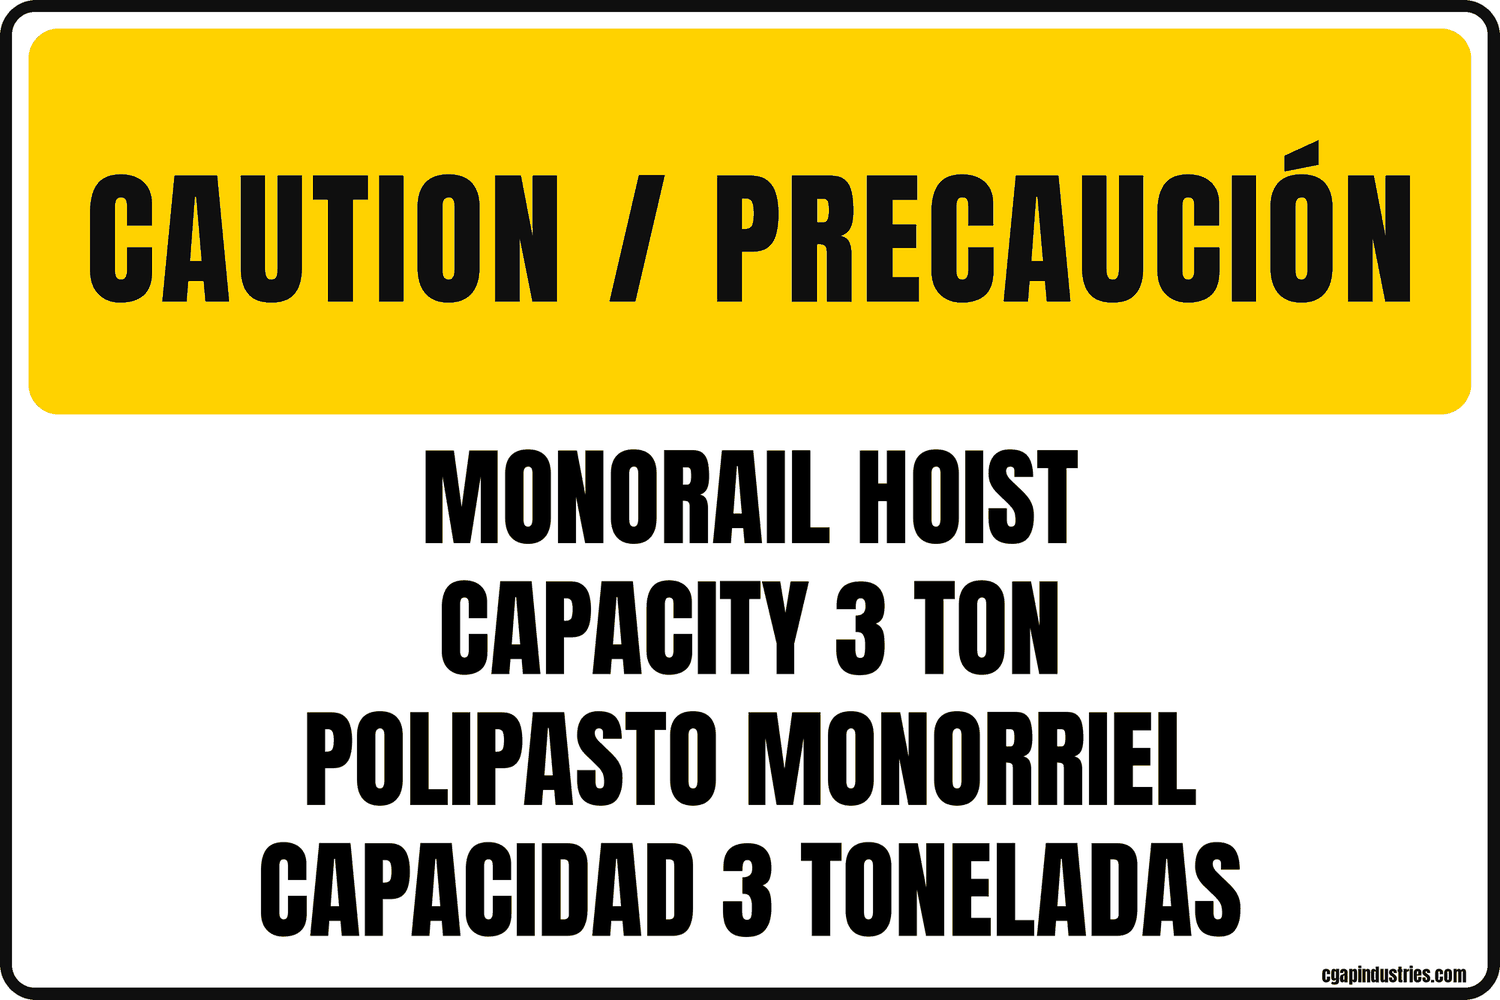 CAUTION / PRECAUCIÓN
MONORAIL HOIST
CAPACITY 3 TON
POLIPASTO MONORRIEL
CAPACIDAD 3 TONELADAS
cgapindustries.com